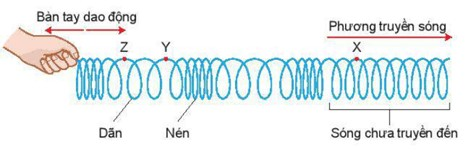 Bàn tay dao động
Phương truyền sóng
Z
Y
X
Dãn
Nén
Sóng chưa truyền đến